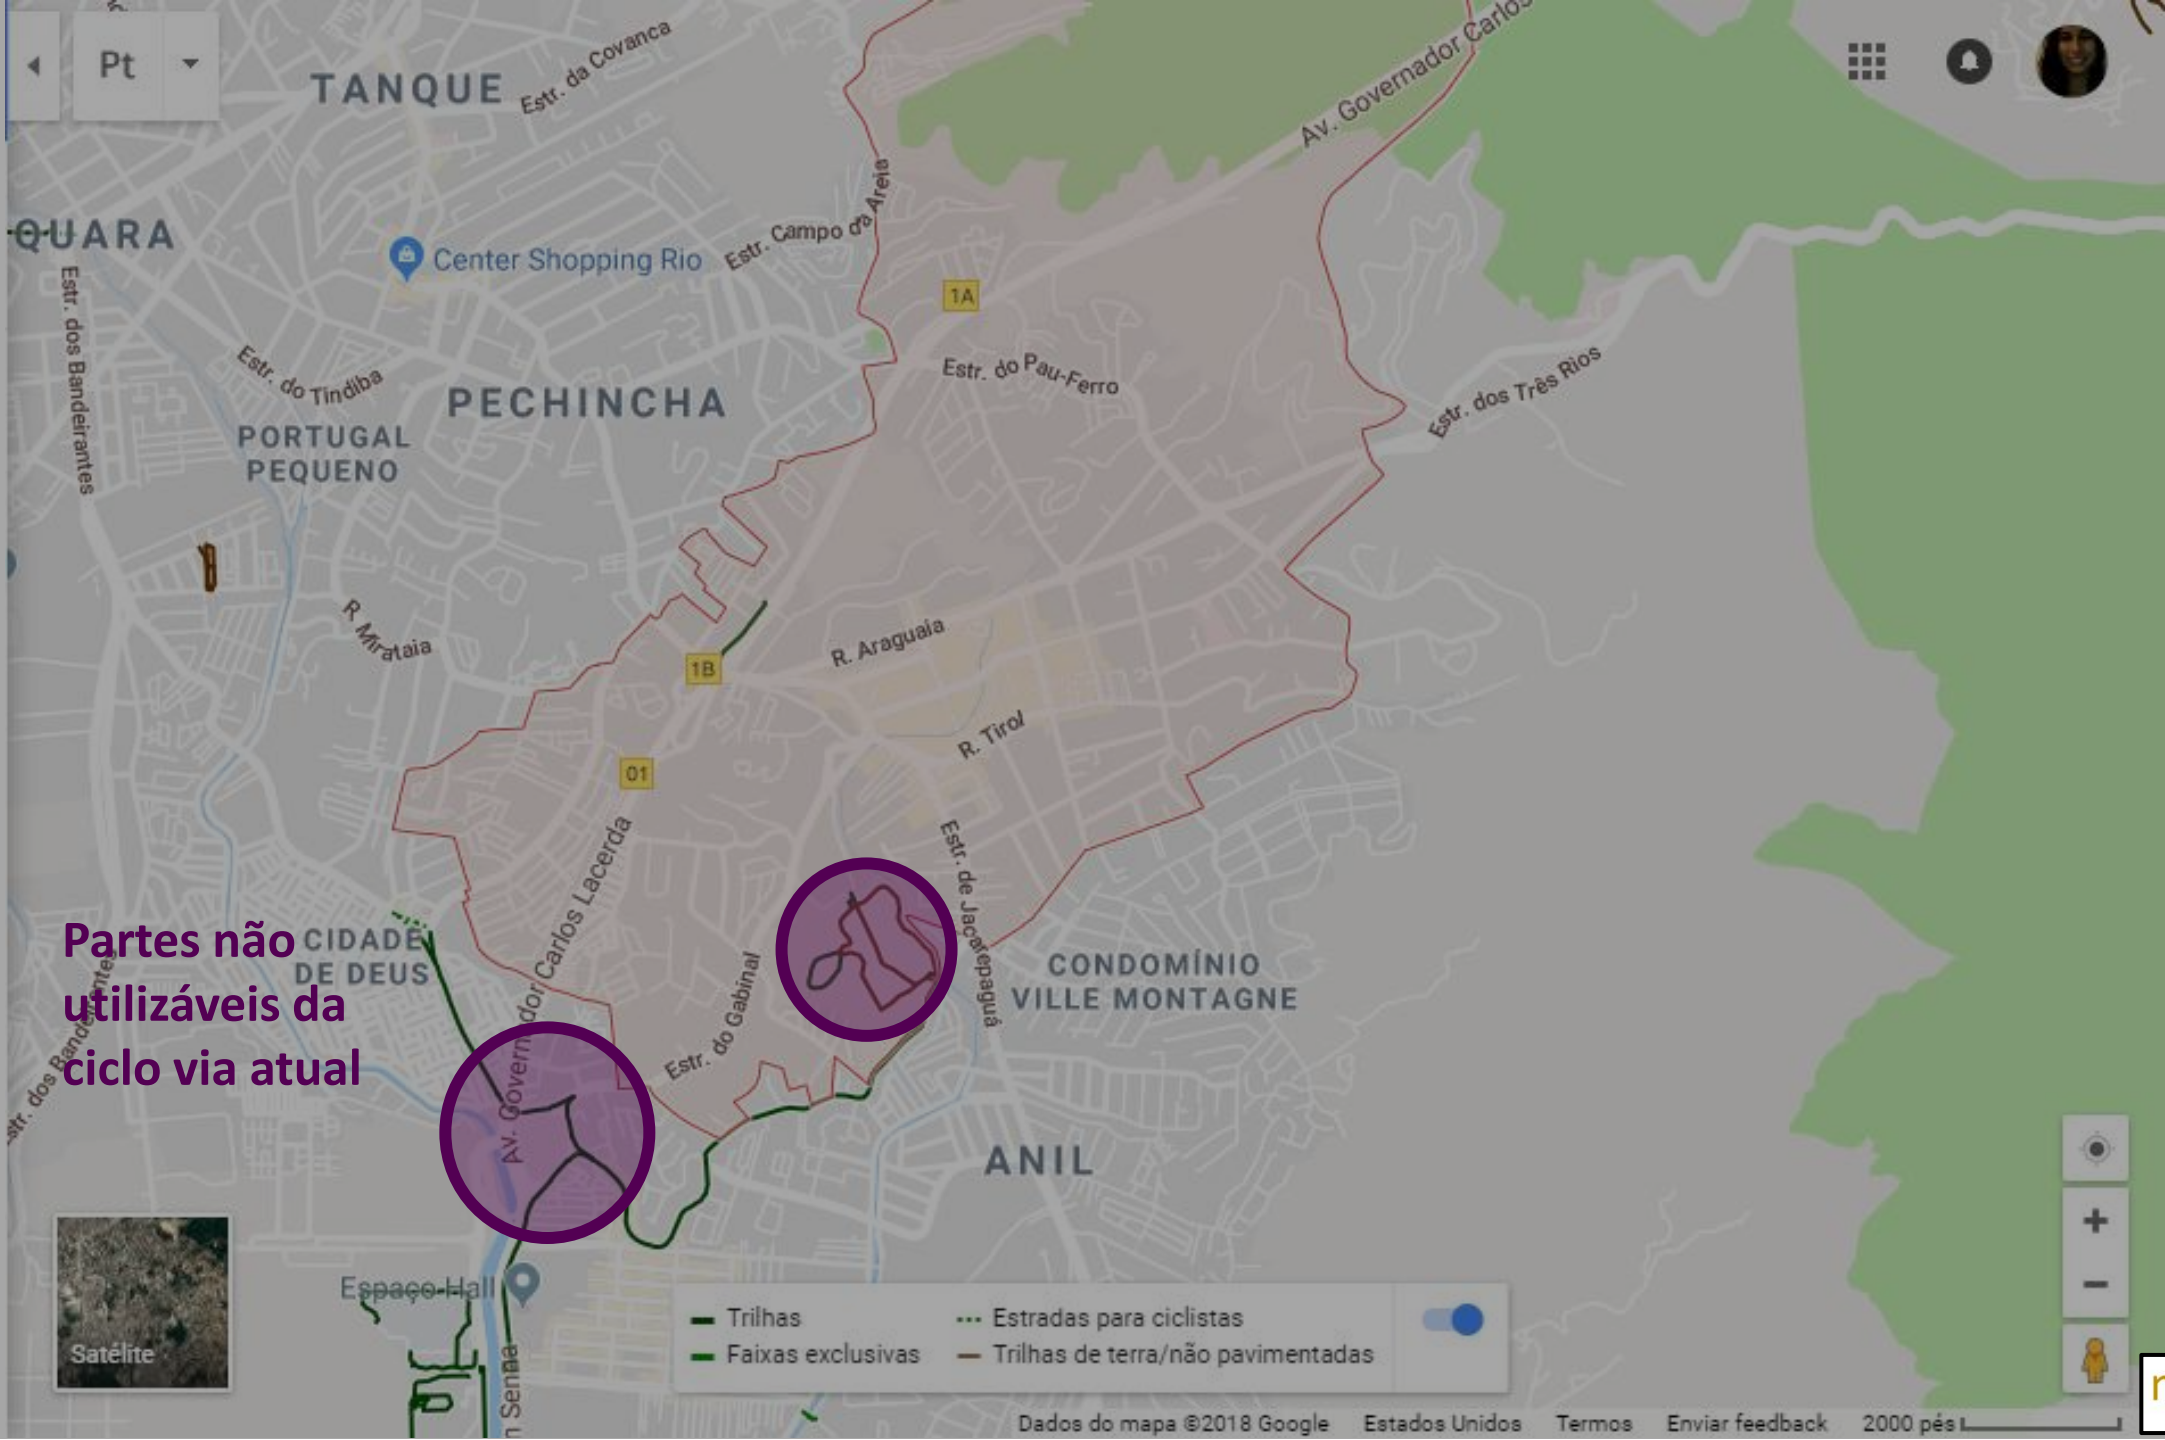 Pt
TANQUE
Estr. da Covanca
Av. Governador Carlos
QUARA
Center Shopping Rio
Estr. Campo da Areia
1A
Estr. dos Bandeirantes
Estr. do Tindiba
Estr. do Pau-Ferro
Estr. dos Três Rios
PECHINCHA
PORTUGAL
PEQUENO
R. Mirataia
R. Araguaia
1B
R. Tirol
01
Av. Governador Carlos Lacerda
Estr. de Jacarepaguá
Partes não
utilizáveis da
ciclo via atual
CIDADE
DE DEUS
Estr. do Gabinal
CONDOMÍNIO
VILLE MONTAGNE
Estr. dos Bandeirantes
ANIL
Espaço Hall
Satélite
Trilhas
Estradas para ciclistas
Faixas exclusivas
Trilhas de terra/não pavimentadas
n Senna
Dados do mapa ©2018 Google Estados Unidos Termos Enviar feedback 2000 pés